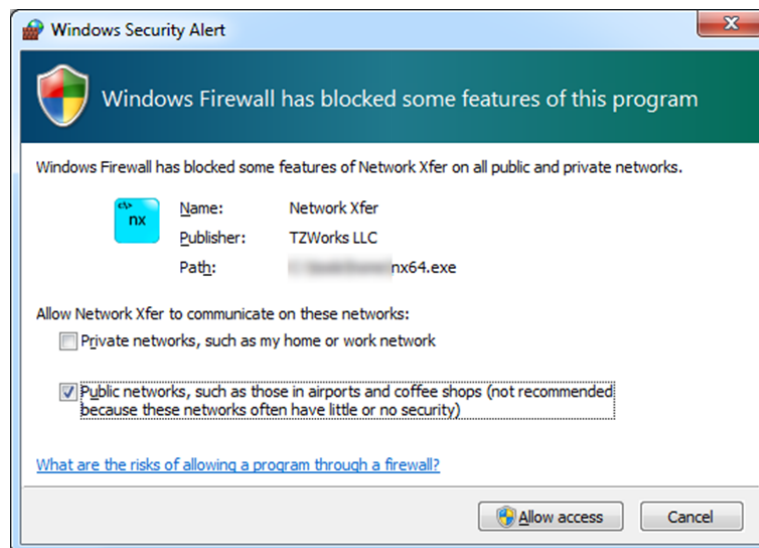 Windows Security Alert
Windows Firewall has blocked some features of this program
Windows Firewall has blocked some features of Network Xfer on all public and private networks.
nx
Name: Network Xfer
Publisher: TZWorks LLC
Path: nx64.exe
Allow Network Xfer to communicate on these networks:
Private networks, such as my home or work network
Public networks, such as those in airports and coffee shops (not recommended
because these networks often have little or no security)
What are the risks of allowing a program through a firewall?
Allow access Cancel